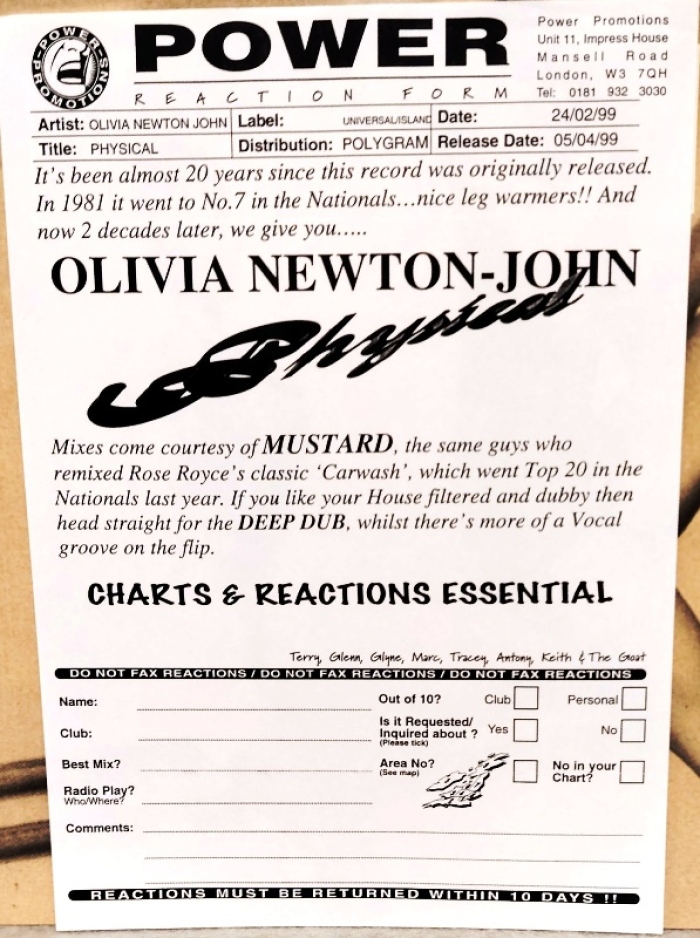 POWER PROMOTIONS
POWER
REACTION FORM
Power Promotions
Unit 11, Impress House
Mansell Road
London, W3 7QH
Tel: 0181 932 3030
Artist: OLIVIA NEWTON JOHN Label: UNIVERSAL/ISLAND Date: 24/02/99
Title: PHYSICAL Distribution: POLYGRAM Release Date: 05/04/99
It's been almost 20 years since this record was originally released.
In 1981 it went to No.7 in the Nationals...nice leg warmers!! And
now 2 decades later, we give you.....
OLIVIA NEWTON-JOHN
Physical
Mixes come courtesy of MUSTARD, the same guys who
remixed Rose Royce's classic 'Carwash', which went Top 20 in the
Nationals last year. If you like your House filtered and dubby then
head straight for the DEEP DUB, whilst there's more of a Vocal
groove on the flip.
CHARTS & REACTIONS ESSENTIAL
Terry, Glenn, Glyne, Marc, Tracey, Antony, Keith & The Goat
DO NOT FAX REACTIONS / DO NOT FAX REACTIONS / DO NOT FAX REACTIONS
Name: Out of 10? Club Personal
Club: Is it Requested/ Inquired about ? (Please tick) Yes No
Best Mix? Area No? (See map) No in your Chart?
Radio Play?
Who/Where?
Comments:
REACTIONS MUST BE RETURNED WITHIN 10 DAYS !!